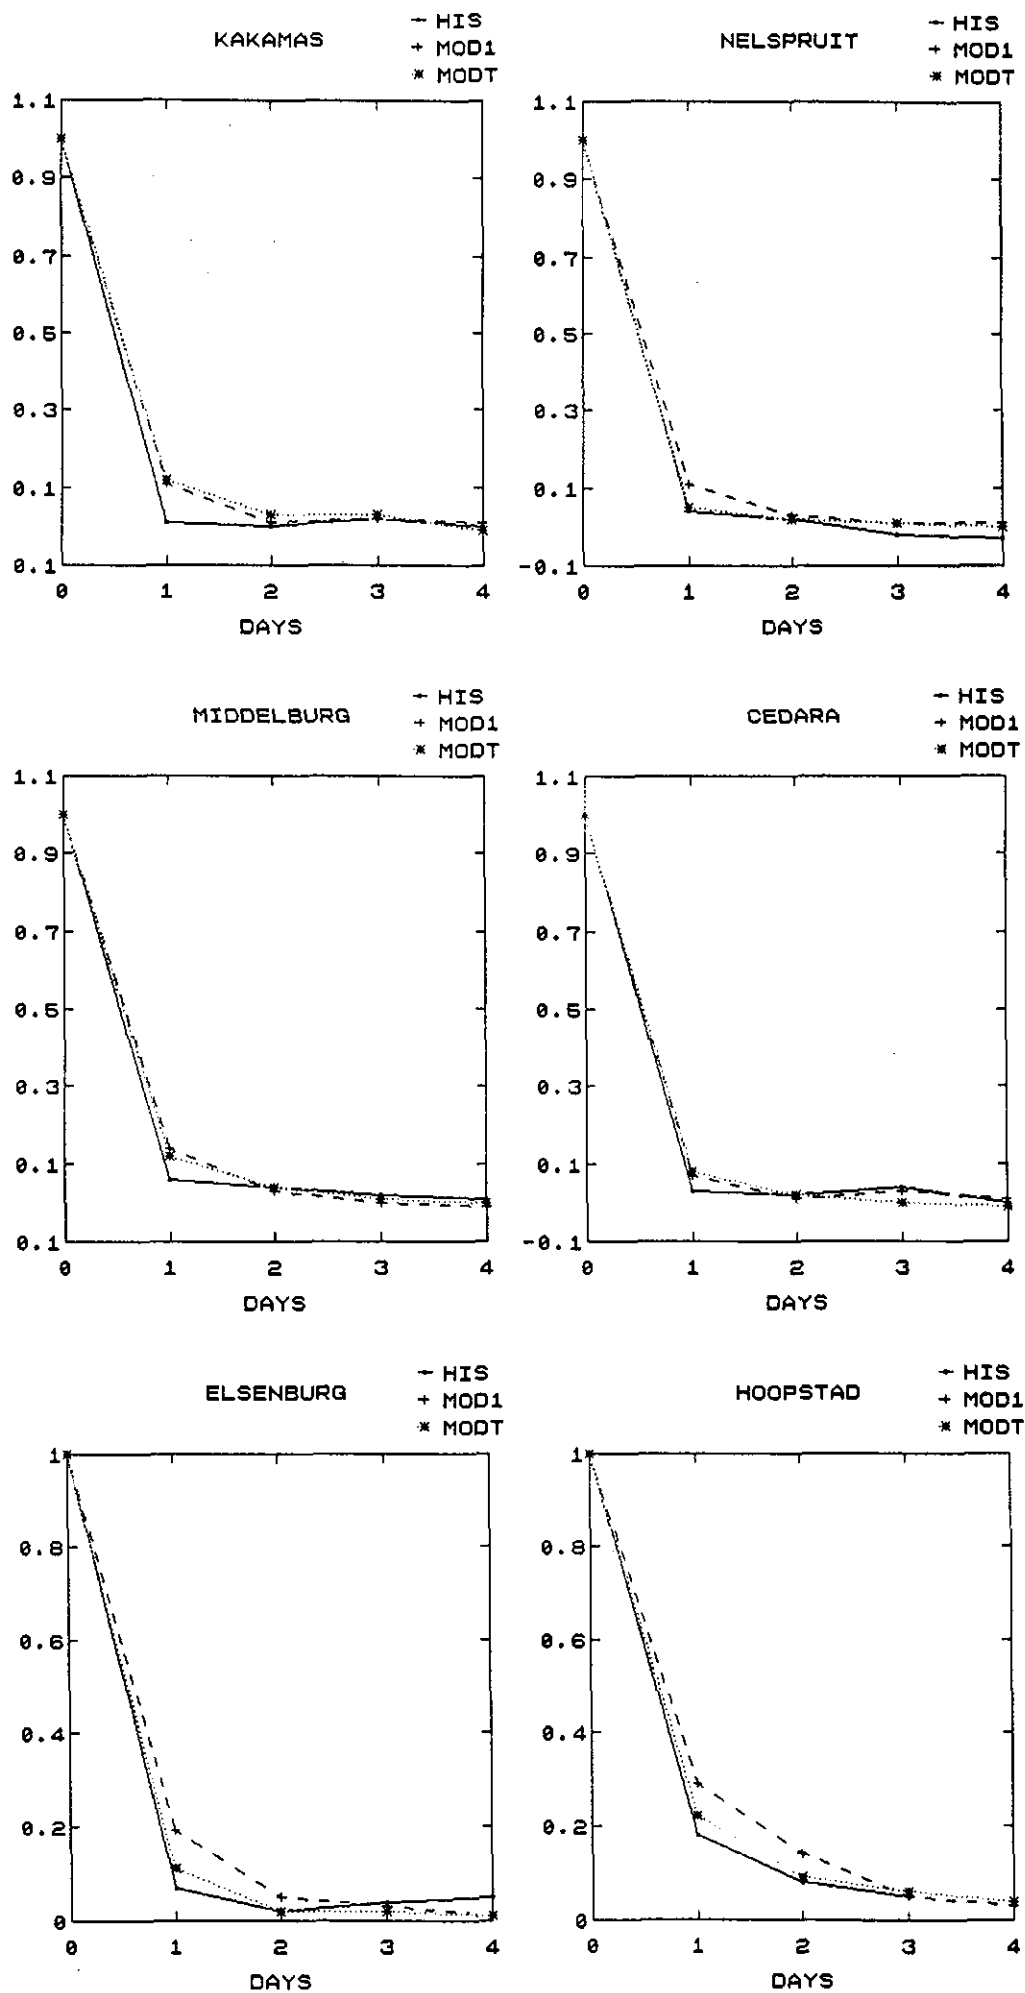 KAKAMAS
HIS
MOD1
MODT
1.1
0.9
0.7
0.5
0.3
0.1
0.1
0 1 2 3 4
DAYS
NELSPRUIT
HIS
MOD1
MODT
1.1
0.9
0.7
0.5
0.3
0.1
-0.1
0 1 2 3 4
DAYS
MIDDELBURG
HIS
MOD1
MODT
1.1
0.9
0.7
0.5
0.3
0.1
0.1
0 1 2 3 4
DAYS
CEDARA
HIS
MOD1
MODT
1.1
0.9
0.7
0.5
0.3
0.1
-0.1
0 1 2 3 4
DAYS
ELSENBURG
HIS
MOD1
MODT
1
0.8
0.6
0.4
0.2
0
0 1 2 3 4
DAYS
HOOPSTAD
HIS
MOD1
MODT
1
0.8
0.6
0.4
0.2
0
0 1 2 3 4
DAYS